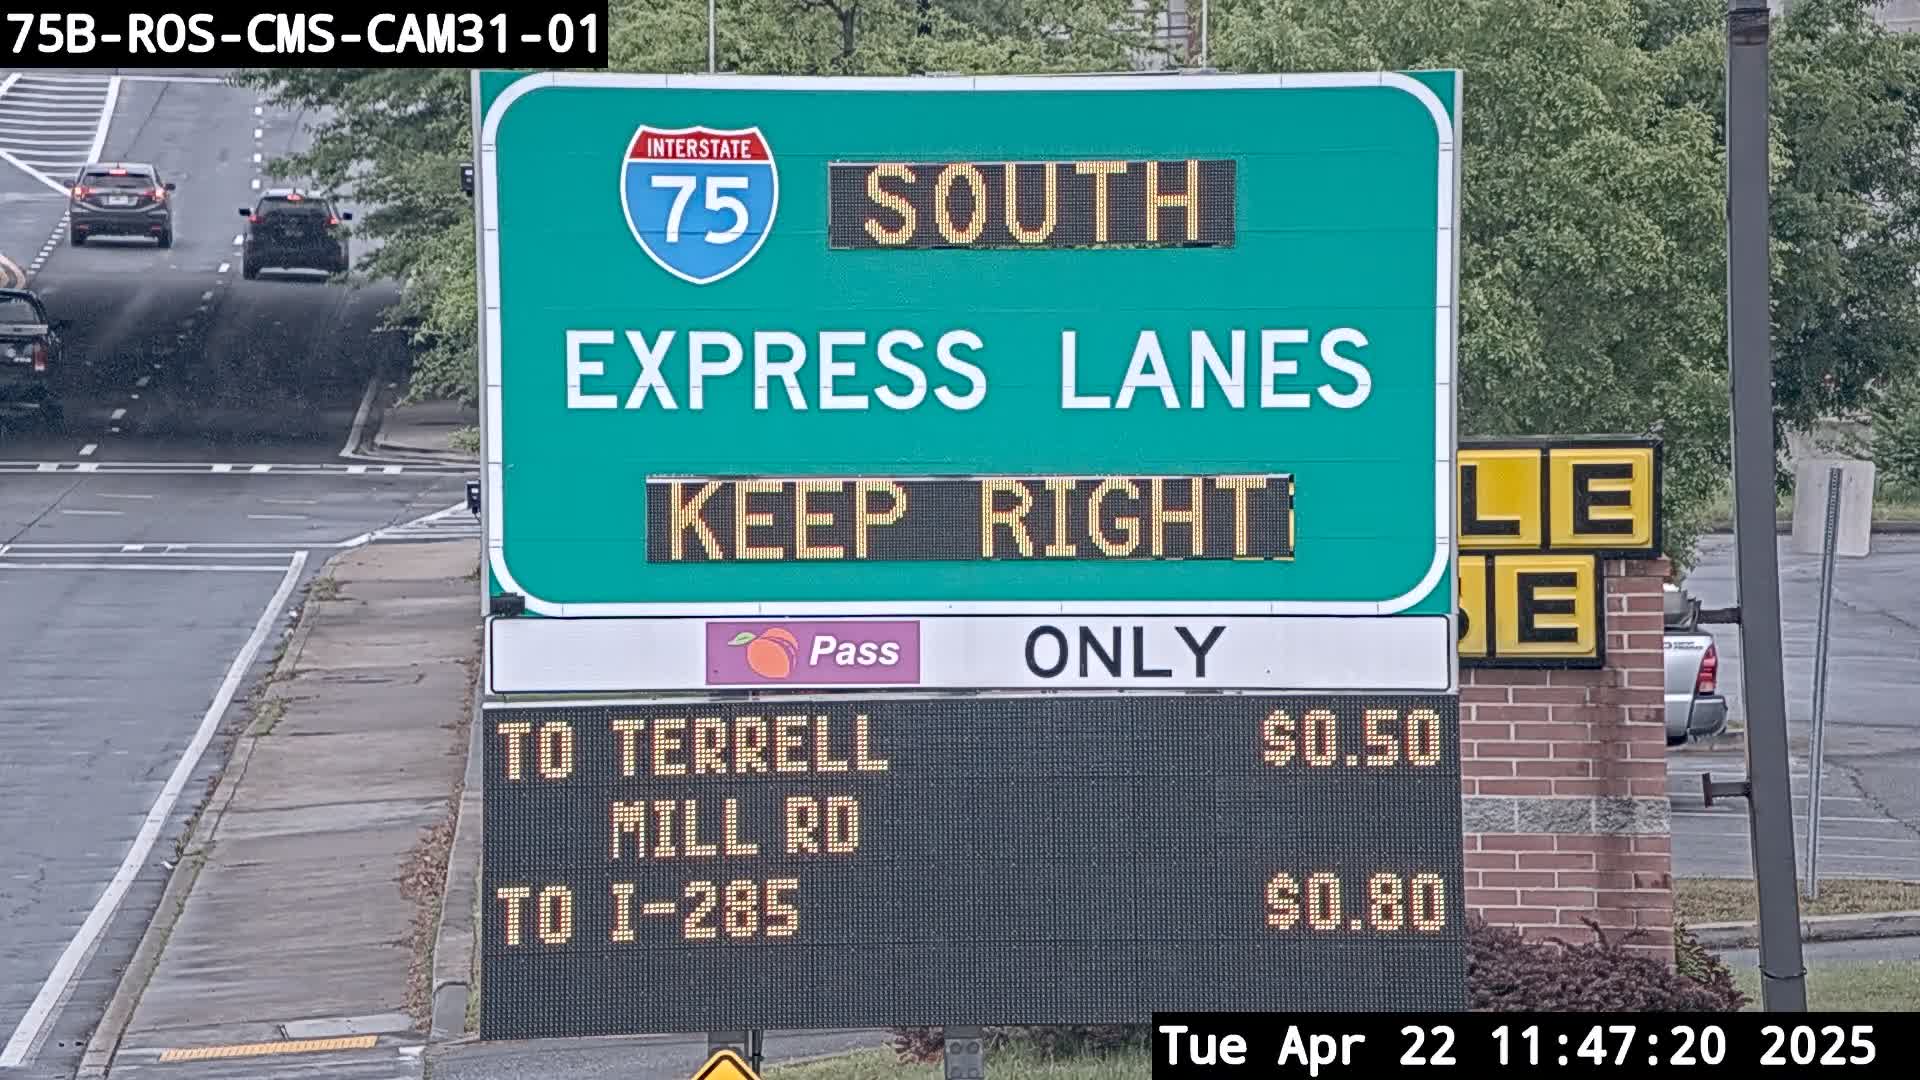 75B-ROS-CMS-CAM31-01
INTERSTATE
75
SOUTH
EXPRESS LANES
KEEP RIGHT
LE
E
Pass ONLY
TO TERRELL $0.50
MILL RD
TO I-285 $0.80
Tue Apr 22 11:47:20 2025